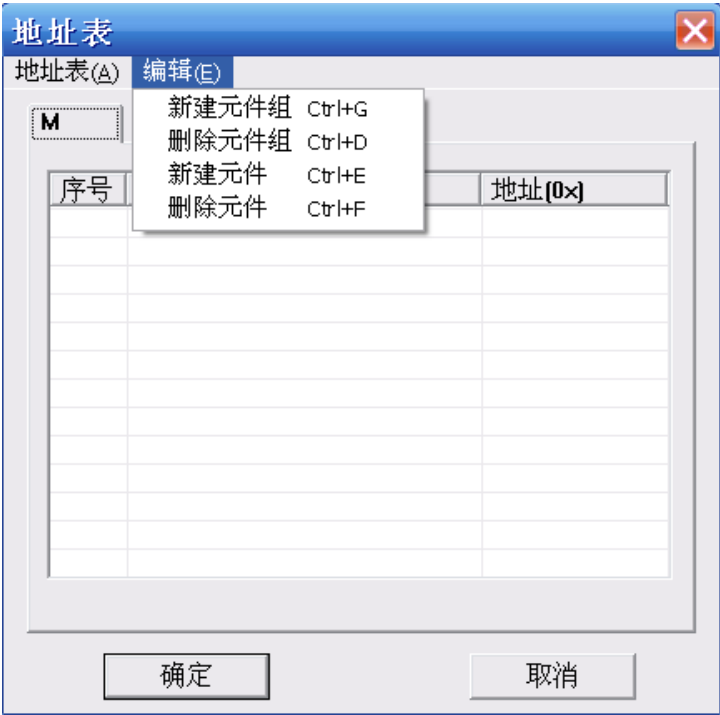 地址表
地址表(A) 编辑(E)
新建元件组 Ctrl+G
删除元件组 Ctrl+D
新建元件 Ctrl+E
删除元件 Ctrl+F
M
序号 地址(0x)
确定 取消